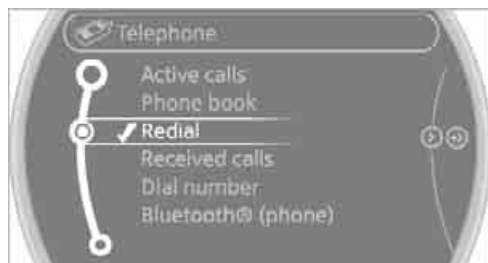 Telephone
Active calls
Phone book
Redial
Received calls
Dial number
Bluetooth® (phone)